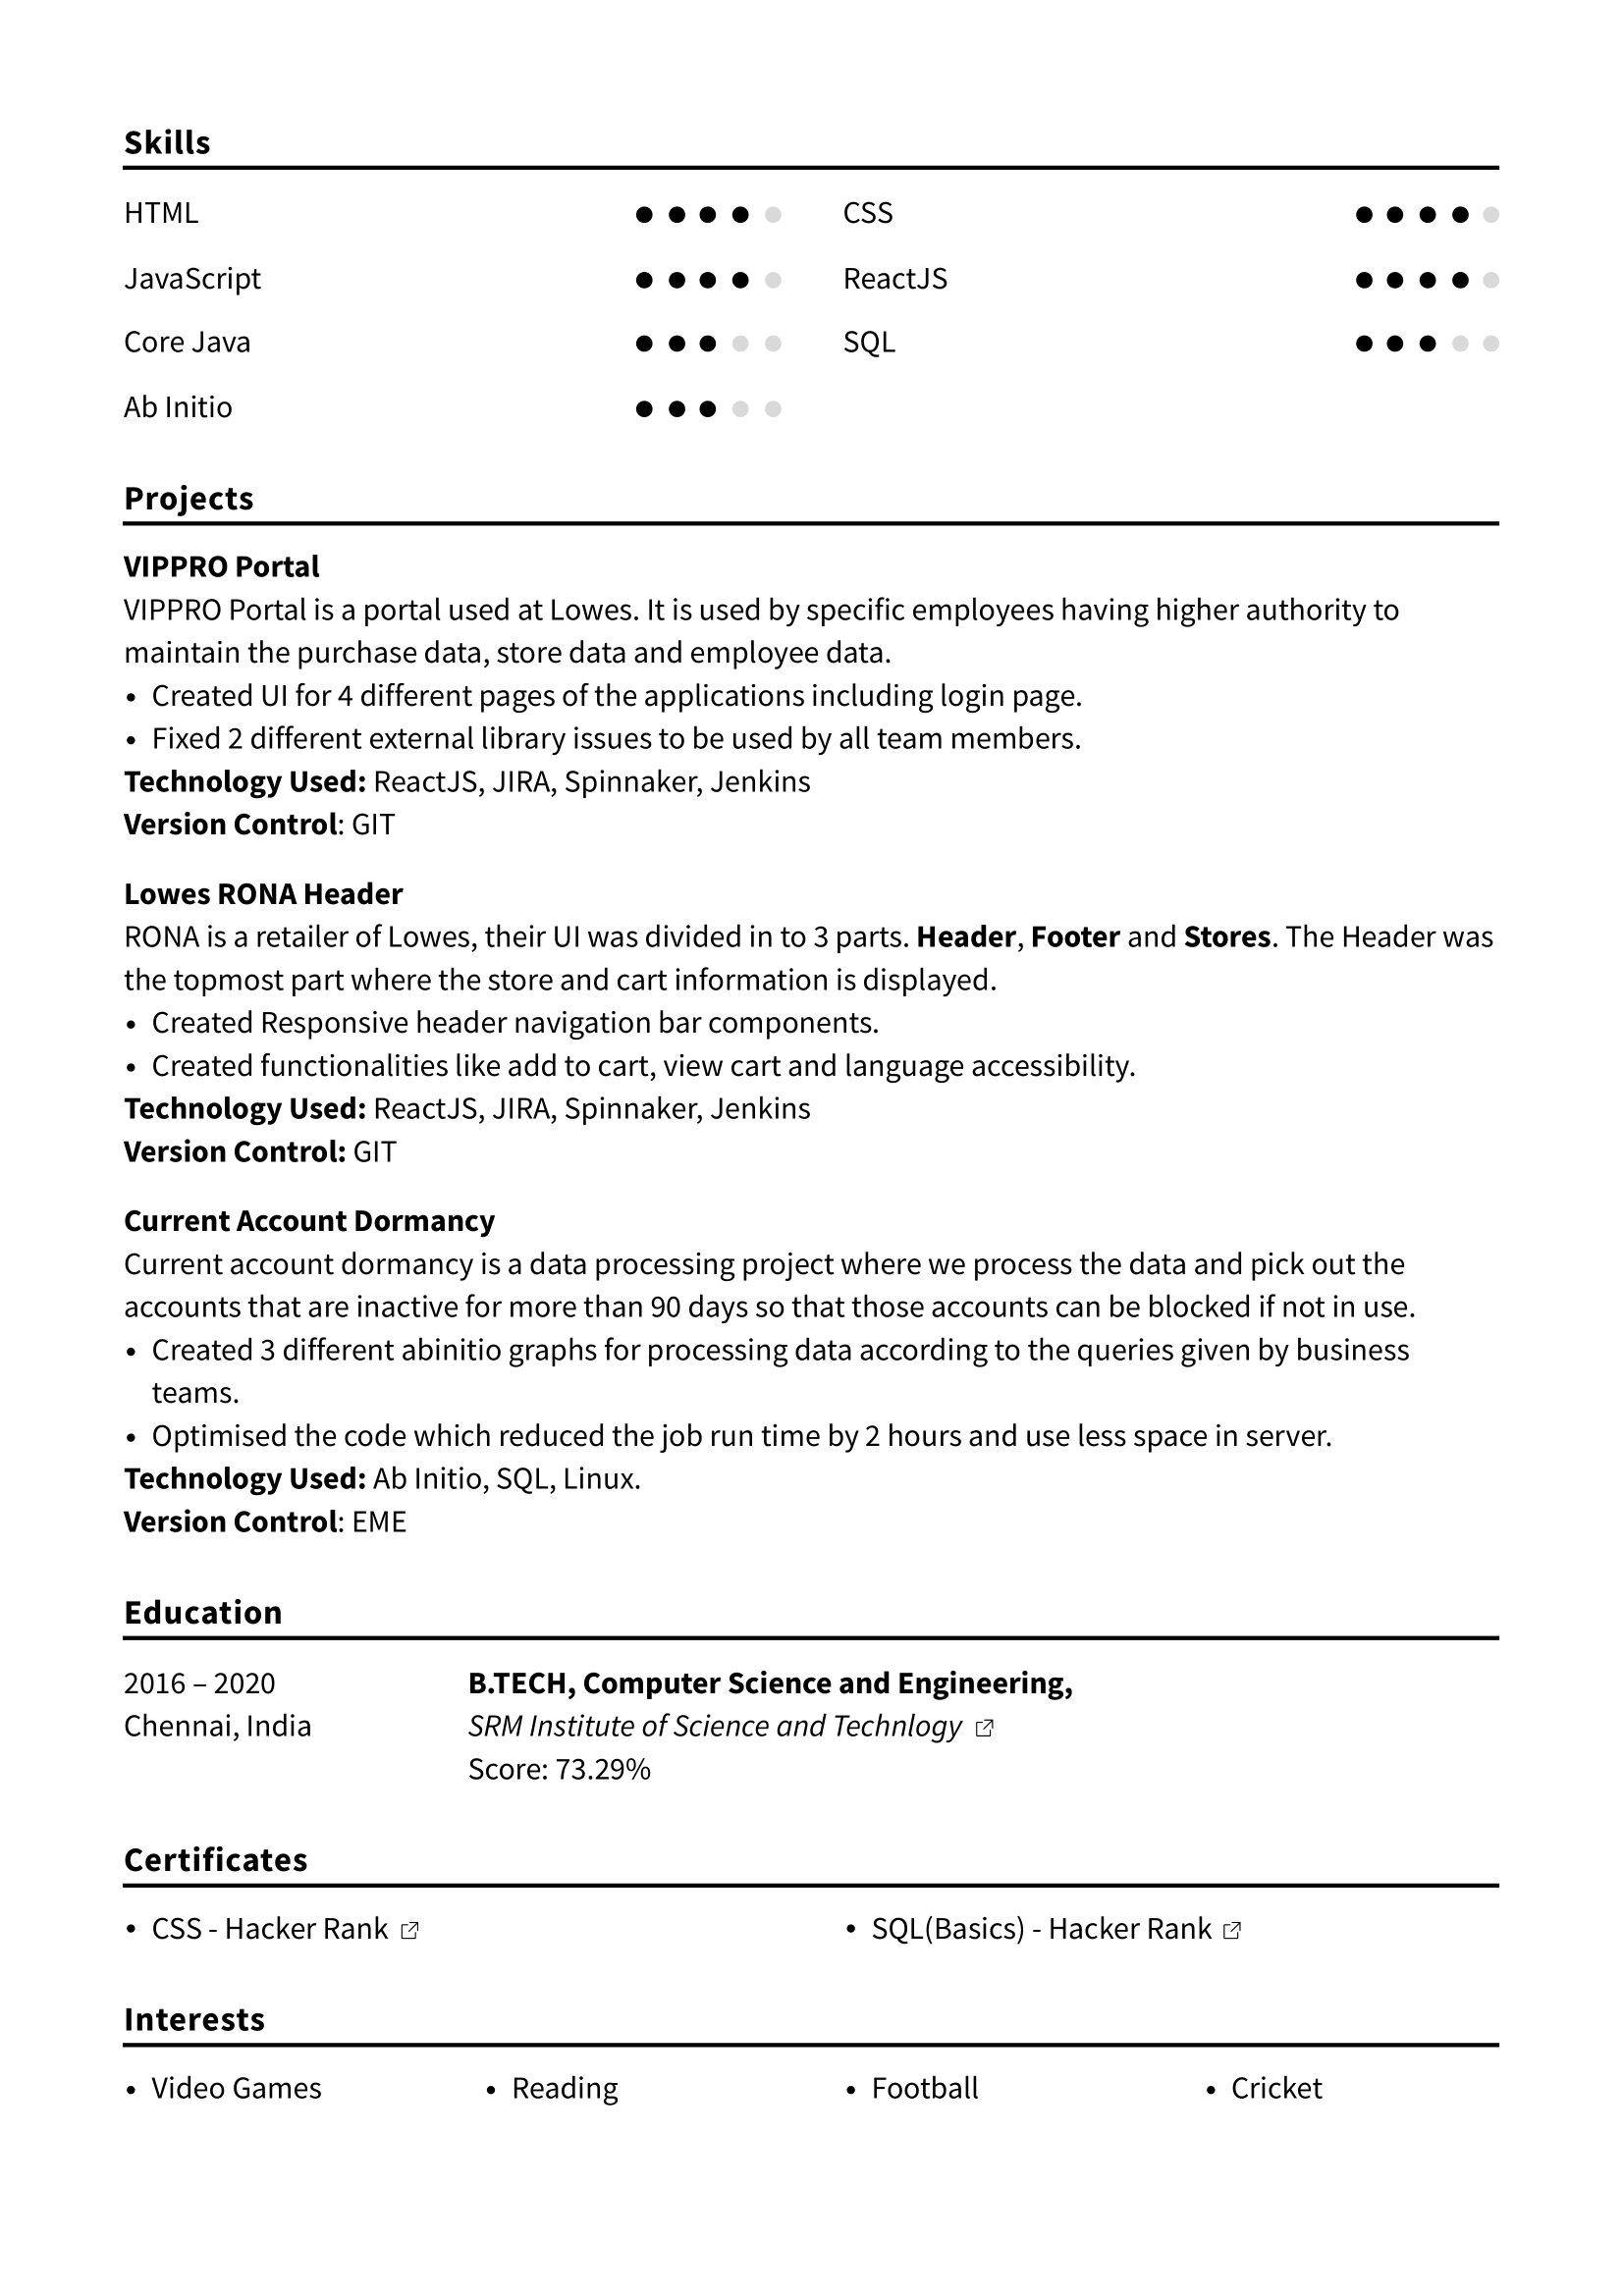 Skills
HTML
CSS
JavaScript
ReactJS
Core Java
SQL
Ab Initio
Projects
VIPPRO Portal
VIPPRO Portal is a portal used at Lowes. It is used by specific employees having higher authority to
maintain the purchase data, store data and employee data.
• Created UI for 4 different pages of the applications including login page.
• Fixed 2 different external library issues to be used by all team members.
Technology Used: ReactJS, JIRA, Spinnaker, Jenkins
Version Control: GIT
Lowes RONA Header
RONA is a retailer of Lowes, their UI was divided in to 3 parts. Header, Footer and Stores. The Header was
the topmost part where the store and cart information is displayed.
• Created Responsive header navigation bar components.
• Created functionalities like add to cart, view cart and language accessibility.
Technology Used: ReactJS, JIRA, Spinnaker, Jenkins
Version Control: GIT
Current Account Dormancy
Current account dormancy is a data processing project where we process the data and pick out the
accounts that are inactive for more than 90 days so that those accounts can be blocked if not in use.
• Created 3 different abinitio graphs for processing data according to the queries given by business
teams.
• Optimised the code which reduced the job run time by 2 hours and use less space in server.
Technology Used: Ab Initio, SQL, Linux.
Version Control: EME
Education
2016 – 2020
Chennai, India
B.TECH, Computer Science and Engineering,
SRM Institute of Science and Technlogy
Score: 73.29%
Certificates
• CSS - Hacker Rank
• SQL(Basics) - Hacker Rank
Interests
• Video Games
• Reading
• Football
• Cricket